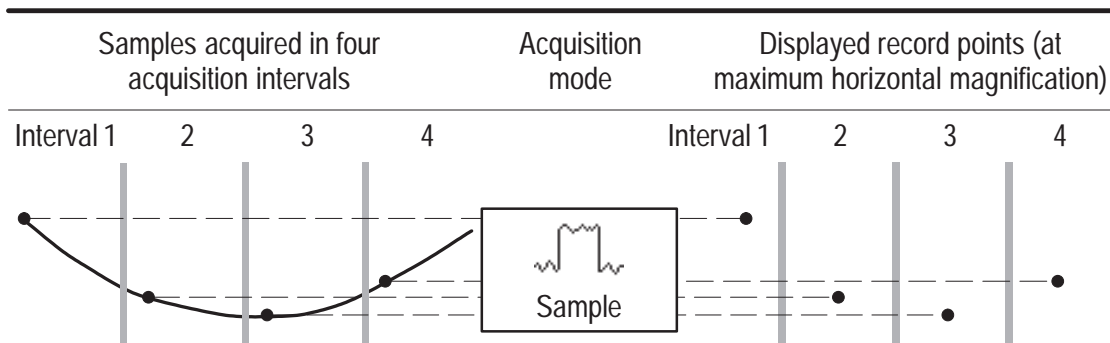 Samples acquired in four
acquisition intervals
Acquisition
mode
Displayed record points (at
maximum horizontal magnification)
Interval 1 2 3 4
Interval 1 2 3 4
Sample